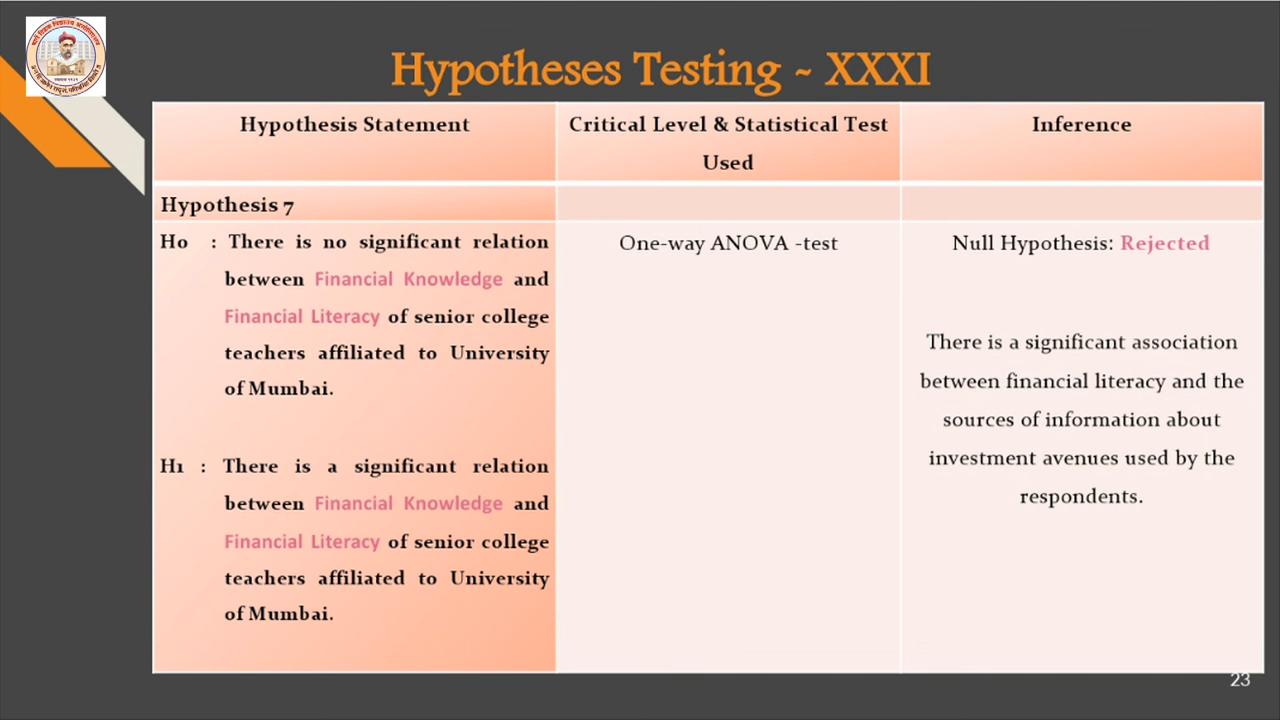 Hypotheses Testing ~ XXXI
Hypothesis Statement
Critical Level & Statistical Test
Used
Inference
Hypothesis 7
H0 : There is no significant relation
between Financial Knowledge and
Financial Literacy of senior college
teachers affiliated to University
of Mumbai.
H1 : There is a significant relation
between Financial Knowledge and
Financial Literacy of senior college
teachers affiliated to University
of Mumbai.
One-way ANOVA -test
Null Hypothesis: Rejected
There is a significant association
between financial literacy and the
sources of information about
investment avenues used by the
respondents.
23